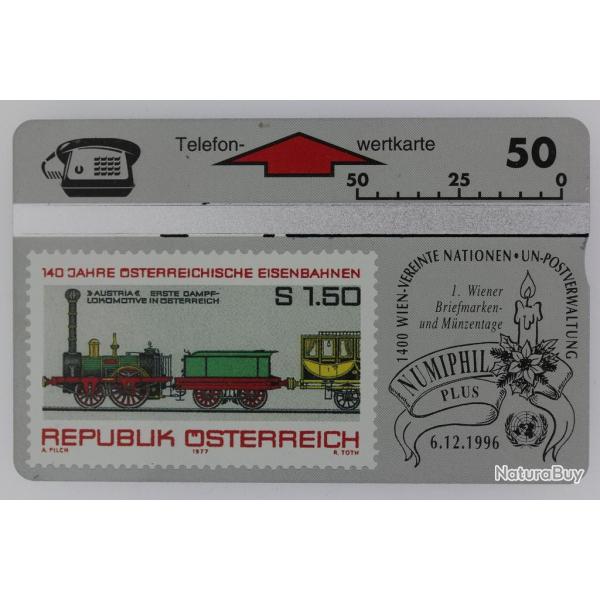 Telefon- wertkarte 50
50 25 0
140 JAHRE ÖSTERREICHISCHE EISENBAHNEN
»AUSTRIA« ERSTE DAMPF-
LOKOMOTIVE IN ÖSTERREICH
S 1.50
REPUBLIK ÖSTERREICH
A. PILCH 1977 R. TOTH
1400 WIEN-VEREINTE NATIONEN • UN-POSTVERWALTUNG
1. Wiener
Briefmarken-
und Münzentage
NUMIPHIL
PLUS
6.12.1996
NaturaBuy